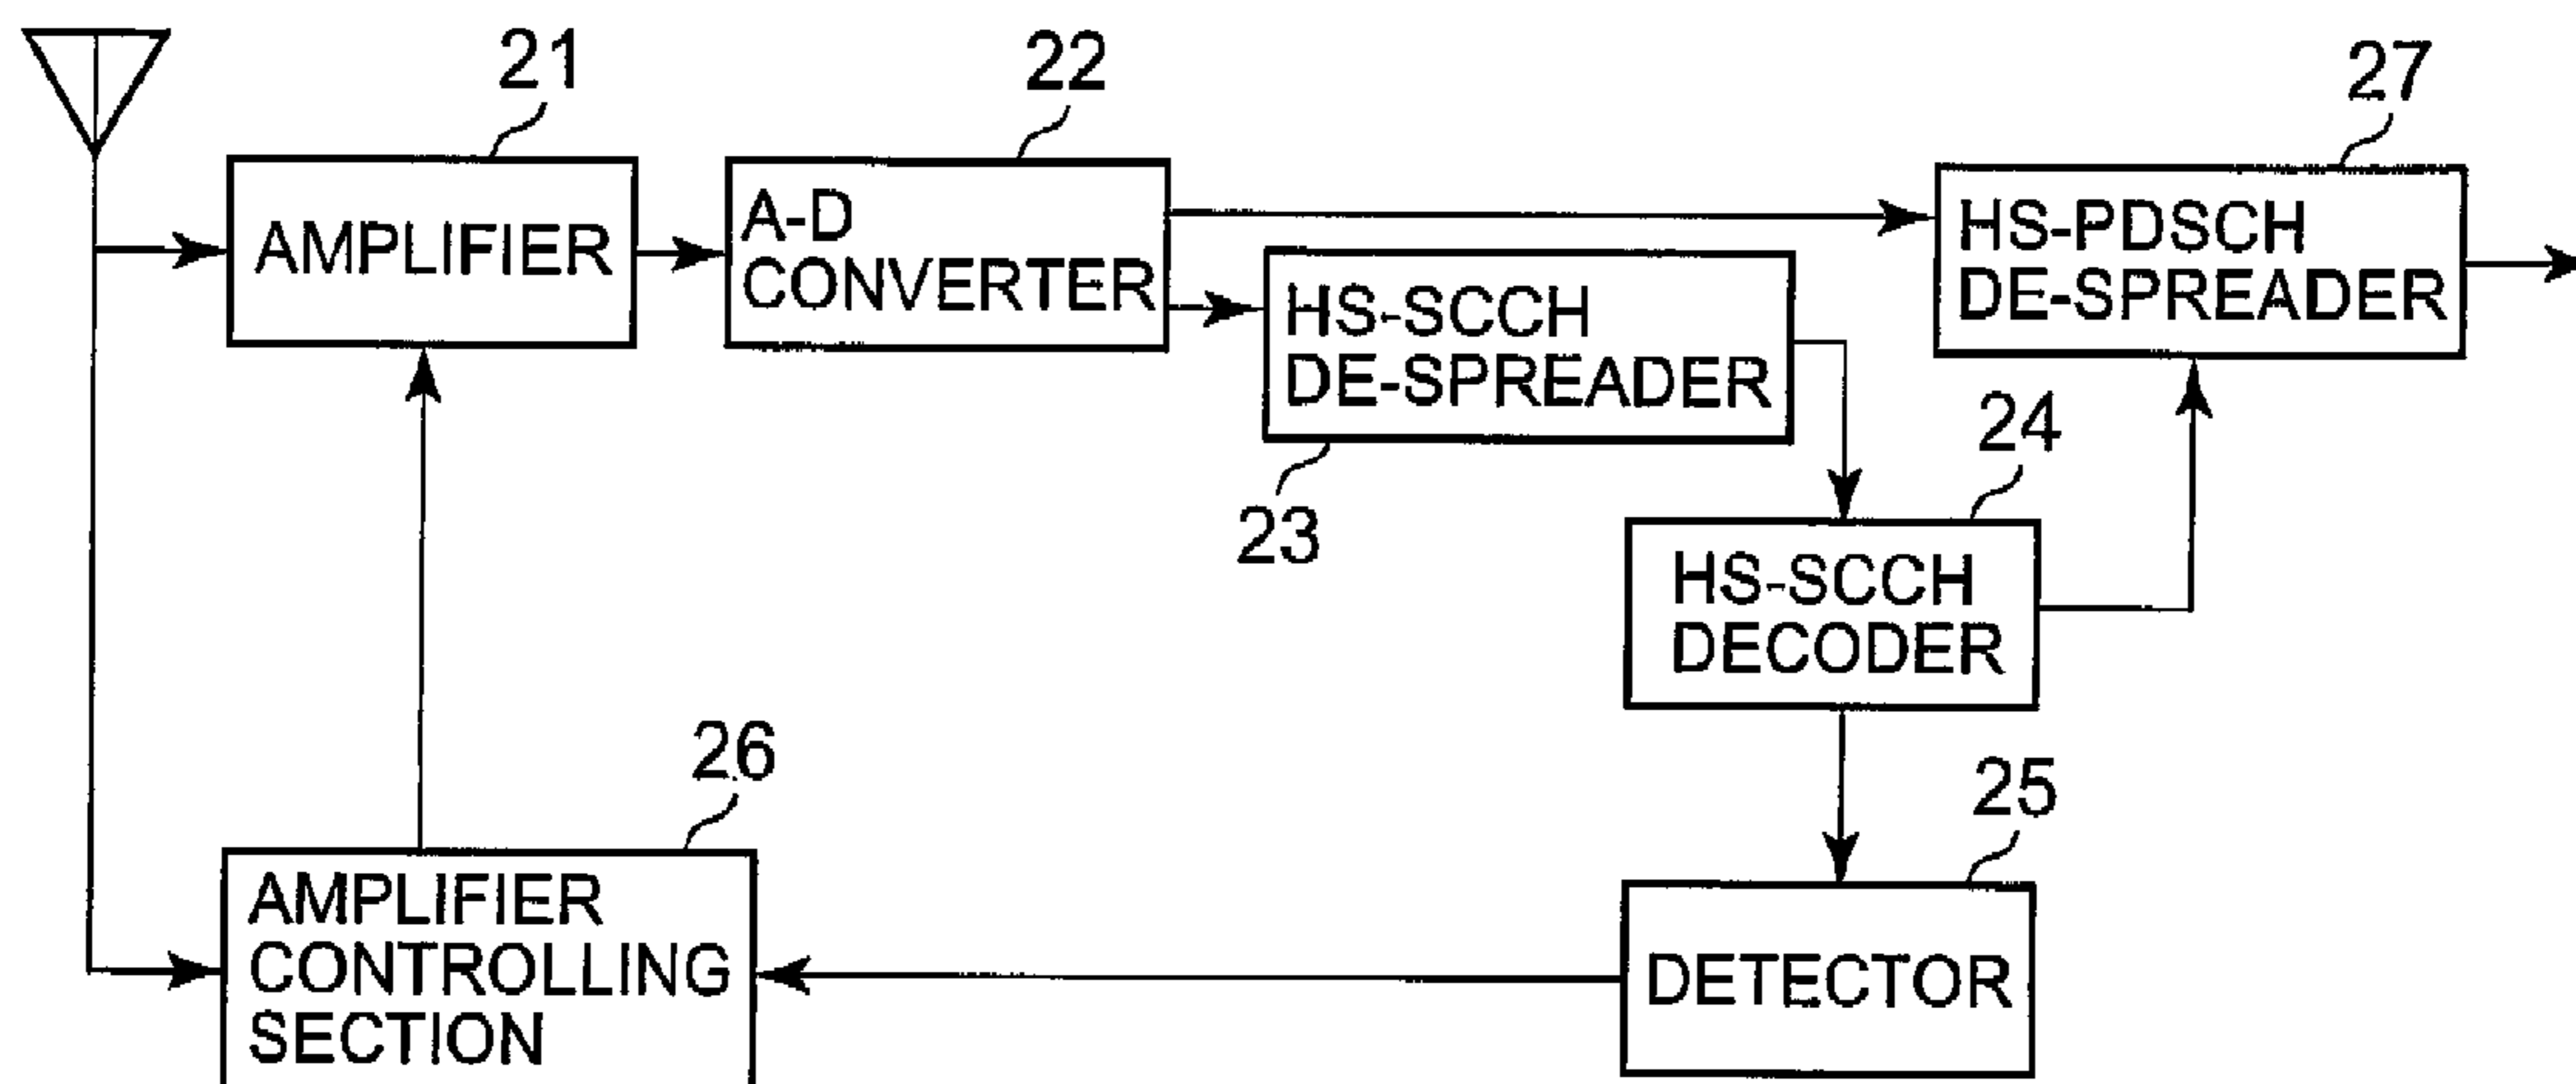 21
22
27
AMPLIFIER
A-D
CONVERTER
HS-PDSCH
DE-SPREADER
HS-SCCH
DE-SPREADER
23
24
HS-SCCH
DECODER
26
25
AMPLIFIER
CONTROLLING
SECTION
DETECTOR